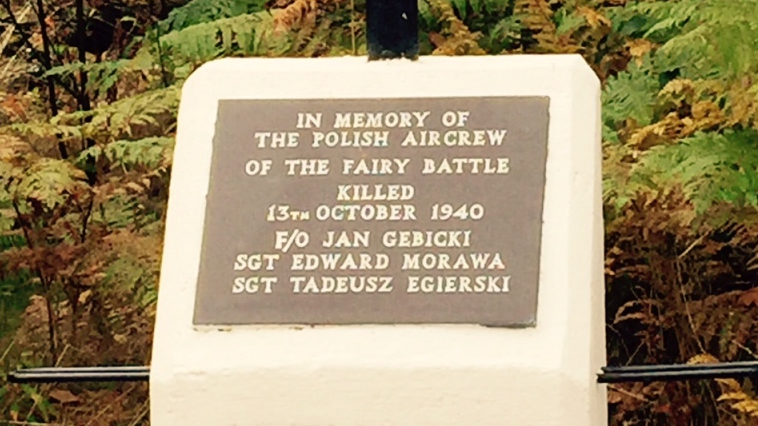 IN MEMORY OF
THE POLISH AIRCREW
OF THE FAIRY BATTLE
KILLED
13TH OCTOBER 1940
F/O JAN GEBICKI
SGT EDWARD MORAWA
SGT TADEUSZ EGIERSKI